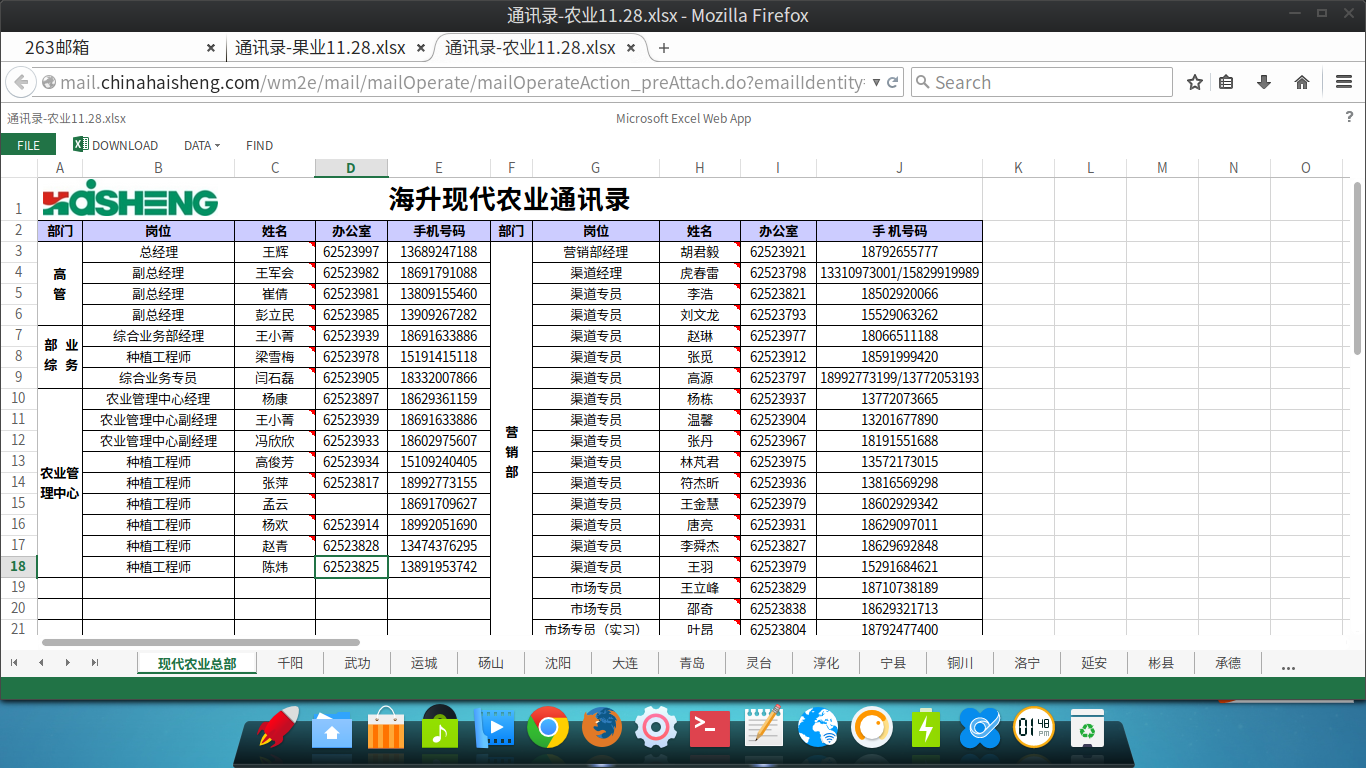 通讯录-农业11.28.xlsx - Mozilla Firefox
263邮箱 × 通讯录-果业11.28.xlsx × 通讯录-农业11.28.xlsx × +
mail.chinahaisheng.com/wm2e/mail/mailOperate/mailOperateAction_preAttach.do?emailIdentity Search
通讯录-农业11.28.xlsx Microsoft Excel Web App ?
FILE DOWNLOAD DATA FIND
A B C D E F G H I J K L M N O
1 HAISHENG 海升现代农业通讯录
2 部门 岗位 姓名 办公室 手机号码 部门 岗位 姓名 办公室 手 机号码
3 总经理 王辉 62523997 13689247188 营销部经理 胡君毅 62523921 18792655777
4 高 副总经理 王军会 62523982 18691791088 渠道经理 虎春雷 62523798 13310973001/15829919989
5 管 副总经理 崔倩 62523981 13809155460 渠道专员 李浩 62523821 18502920066
6 副总经理 彭立民 62523985 13909267282 渠道专员 刘文龙 62523793 15529063262
7 部 业 综合业务部经理 王小菁 62523939 18691633886 渠道专员 赵琳 62523977 18066511188
8 综 务 种植工程师 梁雪梅 62523978 15191415118 渠道专员 张觅 62523912 18591999420
9 综合业务专员 闫石磊 62523905 18332007866 渠道专员 高源 62523797 18992773199/13772053193
10 农业管理中心经理 杨康 62523897 18629361159 渠道专员 杨栋 62523937 13772073665
11 农业管理中心副经理 王小菁 62523939 18691633886 渠道专员 温馨 62523904 13201677890
12 农业管理中心副经理 冯欣欣 62523933 18602975607 营 渠道专员 张丹 62523967 18191551688
13 农业管 种植工程师 高俊芳 62523934 15109240405 销 渠道专员 林芃君 62523975 13572173015
14 理中心 种植工程师 张萍 62523817 18992773155 部 渠道专员 符杰昕 62523936 13816569298
15 种植工程师 孟云 18691709627 渠道专员 王金慧 62523979 18602929342
16 种植工程师 杨欢 62523914 18992051690 渠道专员 唐亮 62523931 18629097011
17 种植工程师 赵青 62523828 13474376295 渠道专员 李舜杰 62523827 18629692848
18 种植工程师 陈炜 62523825 13891953742 渠道专员 王羽 62523979 15291684621
19 市场专员 王立峰 62523829 18710738189
20 市场专员 邵奇 62523838 18629321713
21 市场专员（实习） 叶昂 62523804 18792477400
现代农业总部 千阳 武功 运城 砀山 沈阳 大连 青岛 灵台 淳化 宁县 铜川 洛宁 延安 彬县 承德 ...
01 48 PM